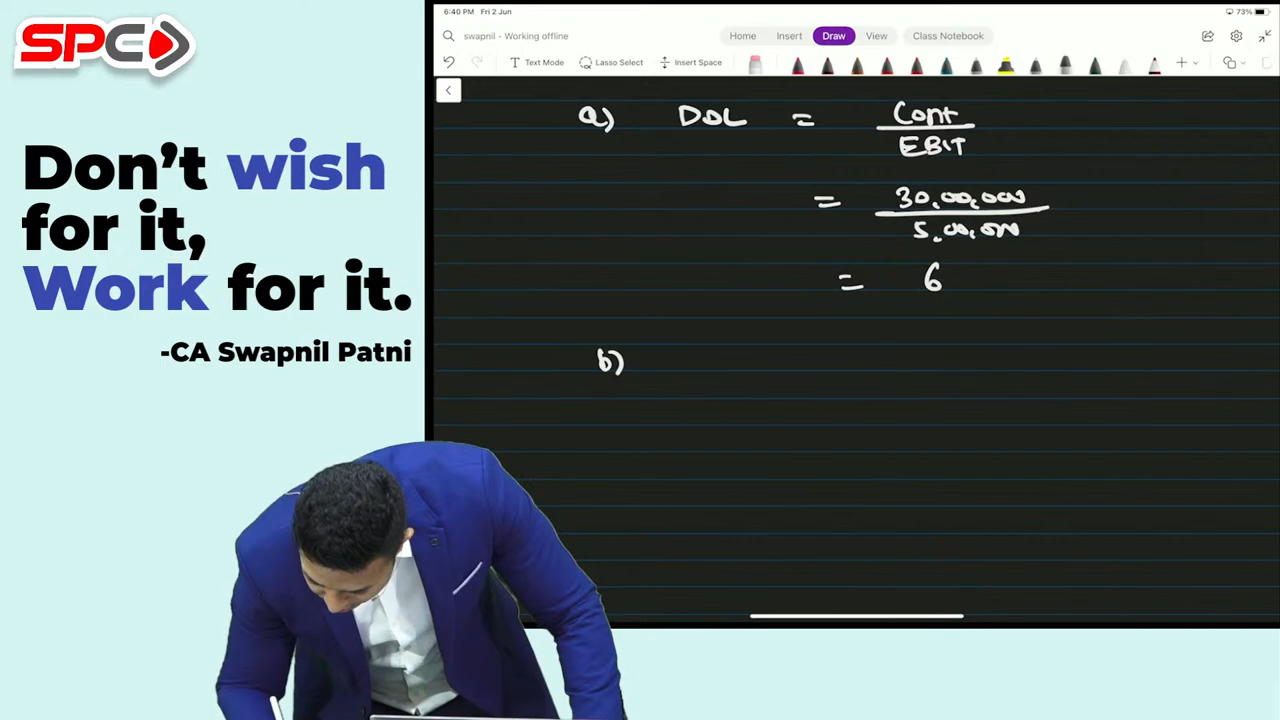 SPC
Don't wish
for it,
Work for it.
-CA Swapnil Patni
6:40 PM Fri 2 Jun
73%
swapnil - Working offline
Home Insert Draw View Class Notebook
Text Mode Lasso Select Insert Space
a) DOL = Cont
EBIT
= 30,00,000
5,00,000
= 6
b)